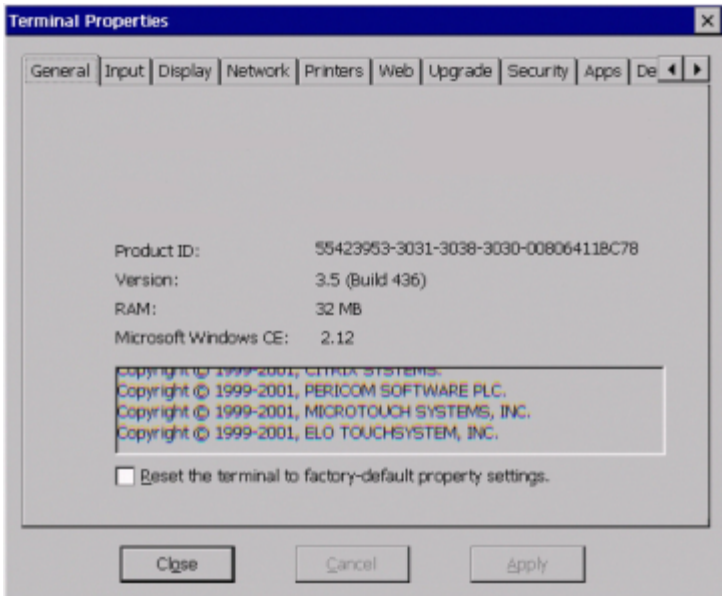 Terminal Properties
General Input Display Network Printers Web Upgrade Security Apps De
Product ID: 55423953-3031-3038-3030-00806411BC78
Version: 3.5 (Build 436)
RAM: 32 MB
Microsoft Windows CE: 2.12
Copyright © 1999-2001, CITRIX SYSTEMS.
Copyright © 1999-2001, PERICOM SOFTWARE PLC.
Copyright © 1999-2001, MICROTOUCH SYSTEMS, INC.
Copyright © 1999-2001, ELO TOUCHSYSTEM, INC.
Reset the terminal to factory-default property settings.
Close Cancel Apply